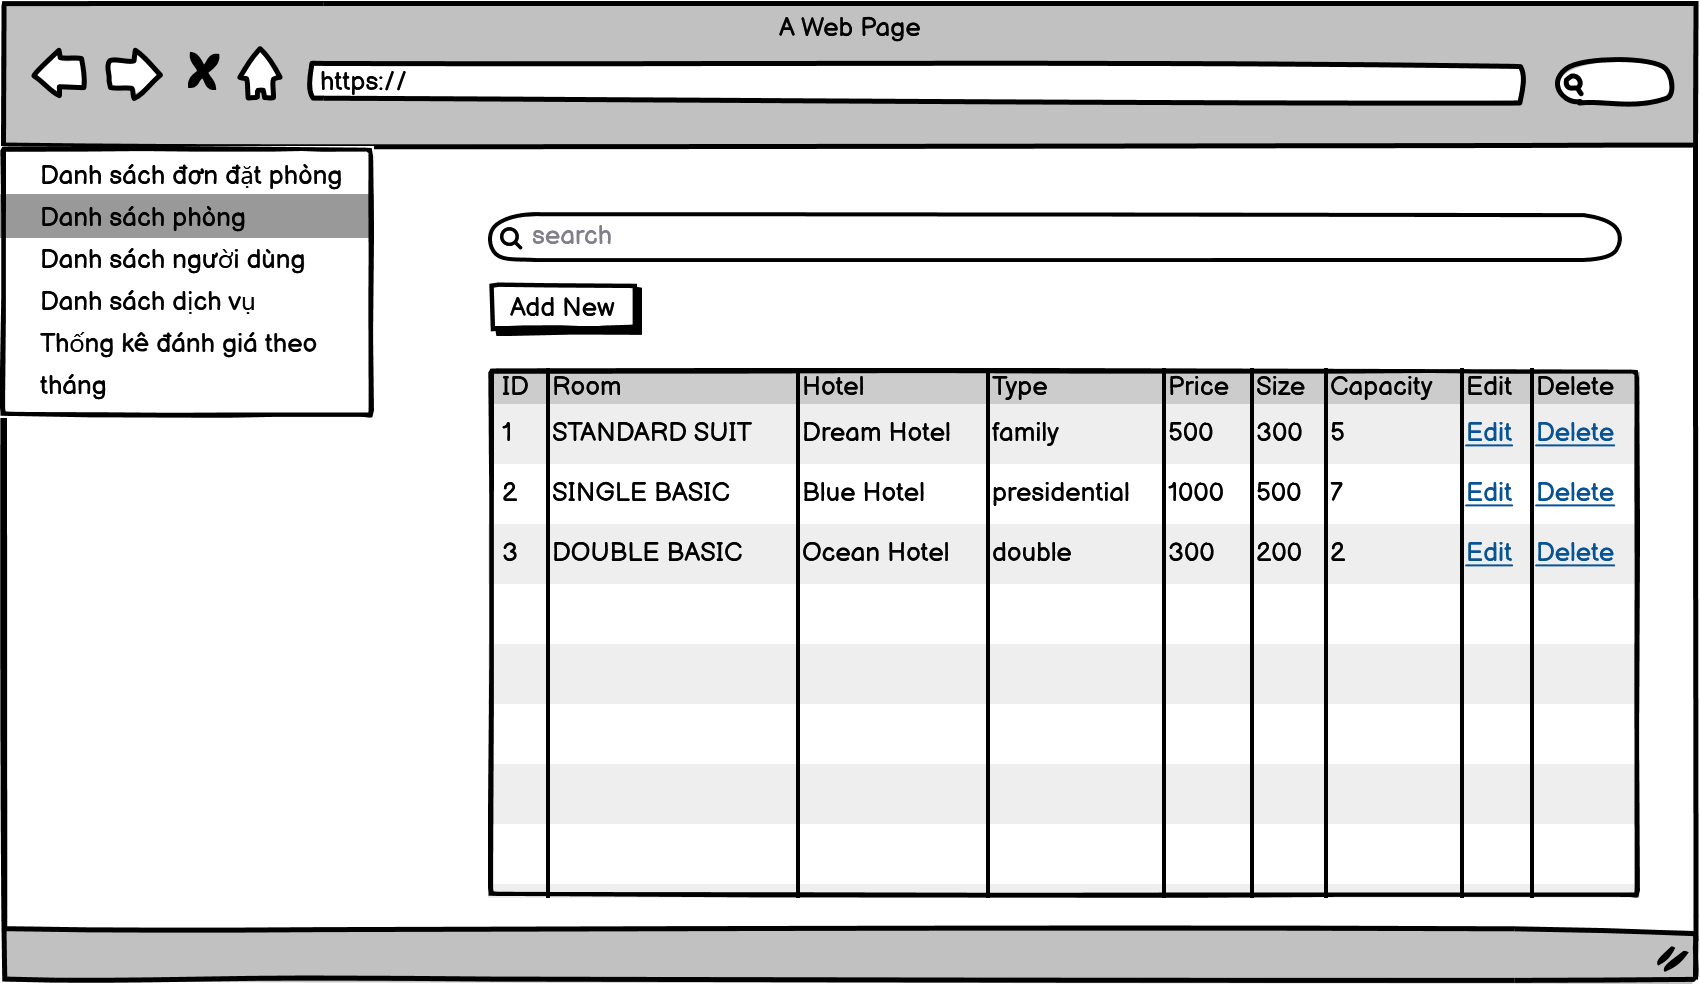 A Web Page
https://
Danh sách đơn đặt phòng
Danh sách phòng
Danh sách người dùng
Danh sách dịch vụ
Thống kê đánh giá theo
tháng
search
Add New
ID Room Hotel Type Price Size Capacity Edit Delete
1 STANDARD SUIT Dream Hotel family 500 300 5 Edit Delete
2 SINGLE BASIC Blue Hotel presidential 1000 500 7 Edit Delete
3 DOUBLE BASIC Ocean Hotel double 300 200 2 Edit Delete